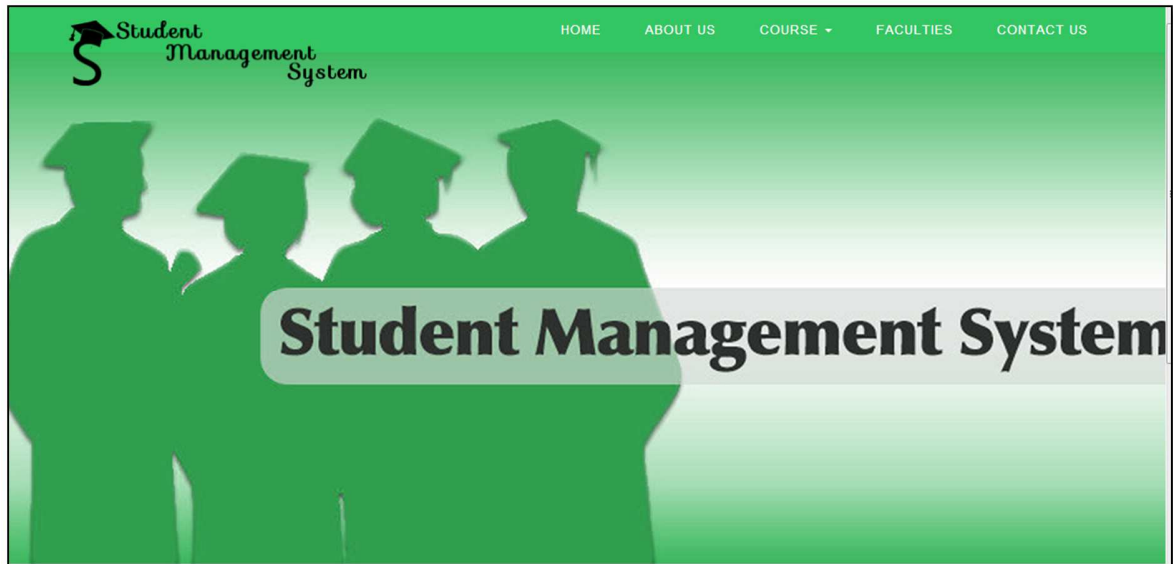 Student
Management
System
HOME ABOUT US COURSE FACULTIES CONTACT US
Student Management System